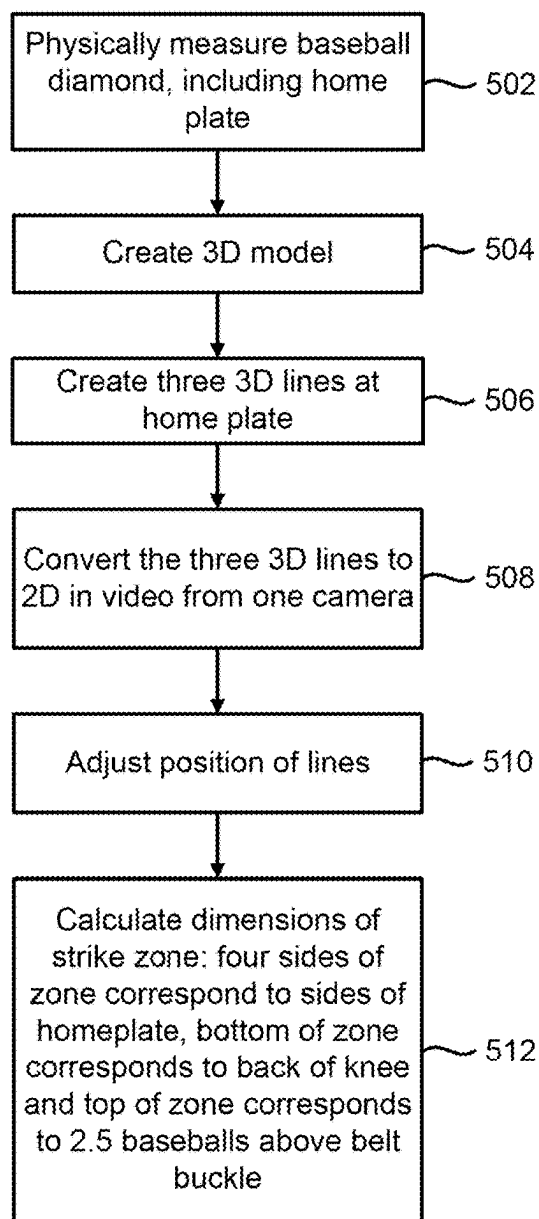 Physically measure baseball
diamond, including home
plate
502
Create 3D model
504
Create three 3D lines at
home plate
506
Convert the three 3D lines to
2D in video from one camera
508
Adjust position of lines
510
Calculate dimensions of
strike zone: four sides of
zone correspond to sides of
homeplate, bottom of zone
corresponds to back of knee
and top of zone corresponds
to 2.5 baseballs above belt
buckle
512